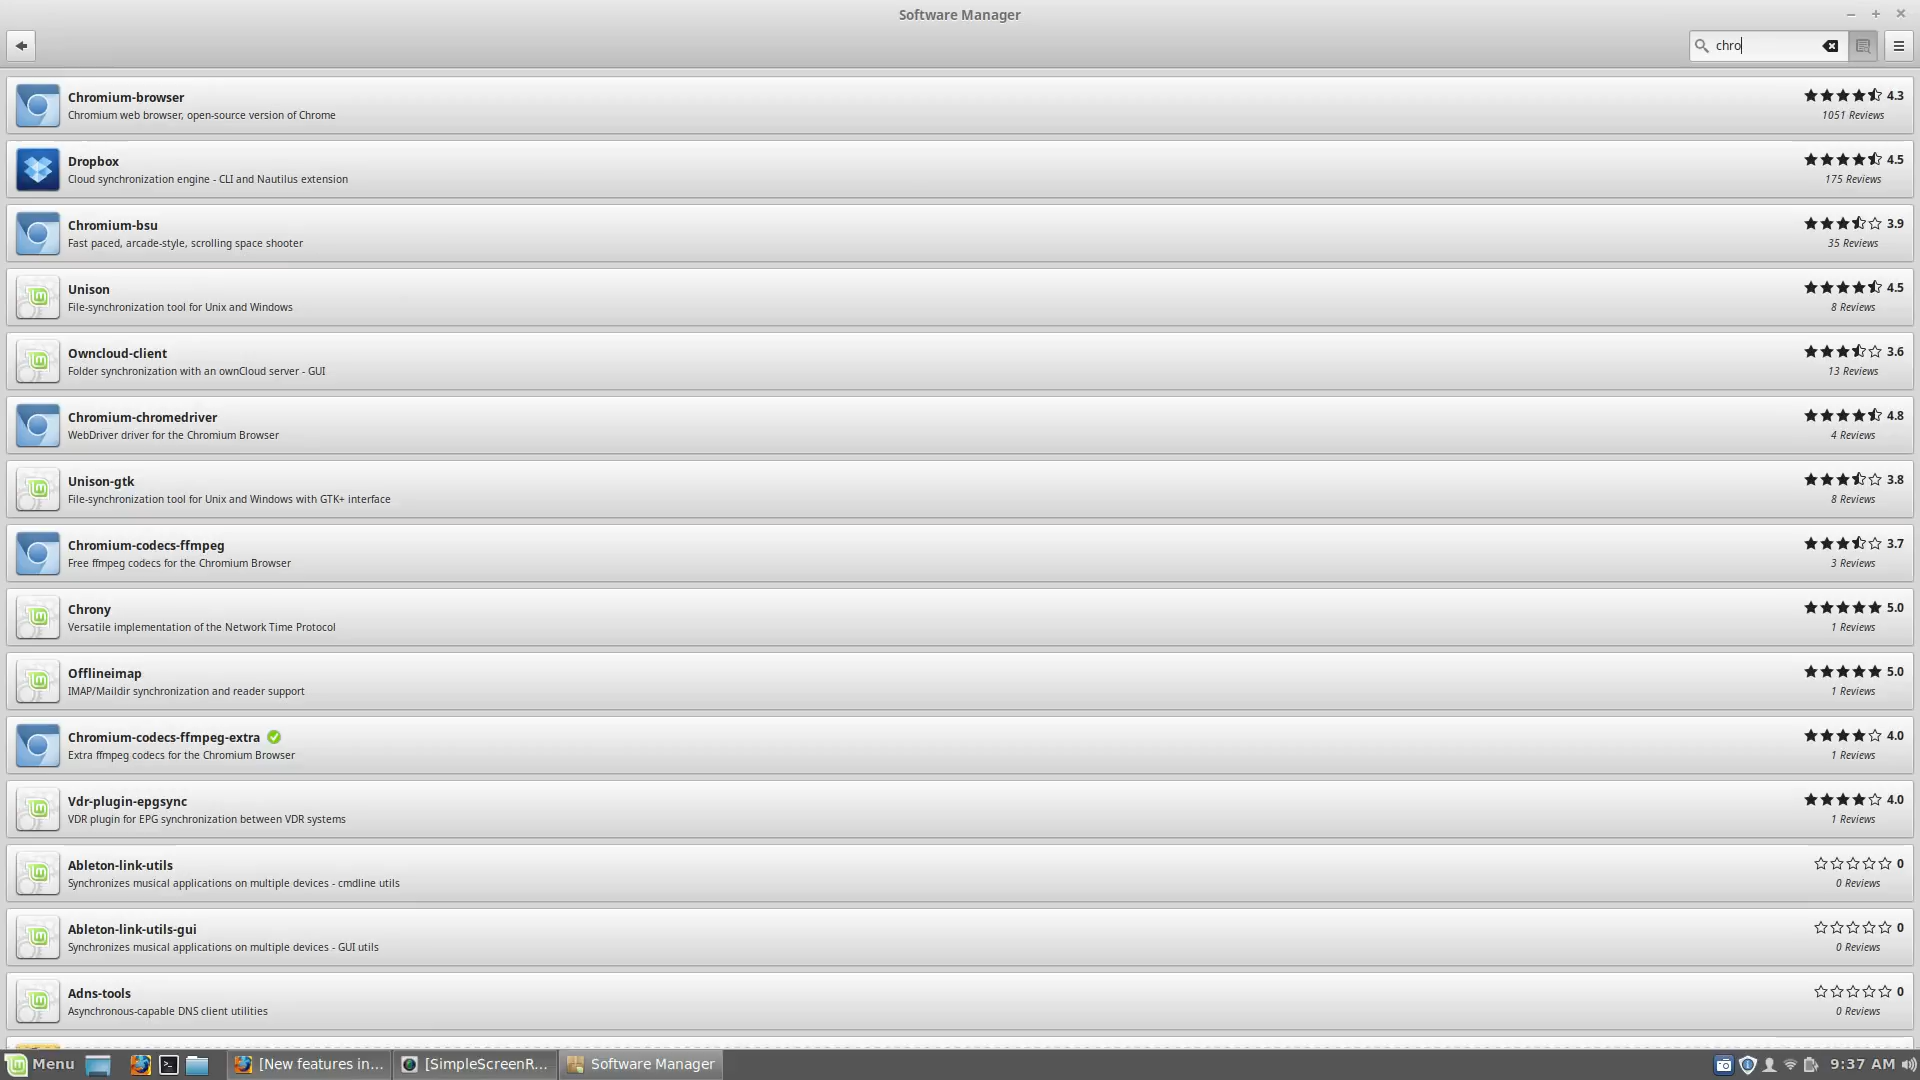 Software Manager
chro
Chromium-browser
Chromium web browser, open-source version of Chrome
4.3
1051 Reviews
Dropbox
Cloud synchronization engine - CLI and Nautilus extension
4.5
175 Reviews
Chromium-bsu
Fast paced, arcade-style, scrolling space shooter
3.9
35 Reviews
Unison
File-synchronization tool for Unix and Windows
4.5
8 Reviews
Owncloud-client
Folder synchronization with an ownCloud server - GUI
3.6
13 Reviews
Chromium-chromedriver
WebDriver driver for the Chromium Browser
4.8
4 Reviews
Unison-gtk
File-synchronization tool for Unix and Windows with GTK+ interface
3.8
8 Reviews
Chromium-codecs-ffmpeg
Free ffmpeg codecs for the Chromium Browser
3.7
3 Reviews
Chrony
Versatile implementation of the Network Time Protocol
5.0
1 Reviews
Offlineimap
IMAP/Maildir synchronization and reader support
5.0
1 Reviews
Chromium-codecs-ffmpeg-extra
Extra ffmpeg codecs for the Chromium Browser
4.0
1 Reviews
Vdr-plugin-epgsync
VDR plugin for EPG synchronization between VDR systems
4.0
1 Reviews
Ableton-link-utils
Synchronizes musical applications on multiple devices - cmdline utils
0
0 Reviews
Ableton-link-utils-gui
Synchronizes musical applications on multiple devices - GUI utils
0
0 Reviews
Adns-tools
Asynchronous-capable DNS client utilities
0
0 Reviews
Menu
[New features in...
[SimpleScreenR...
Software Manager
9:37 AM